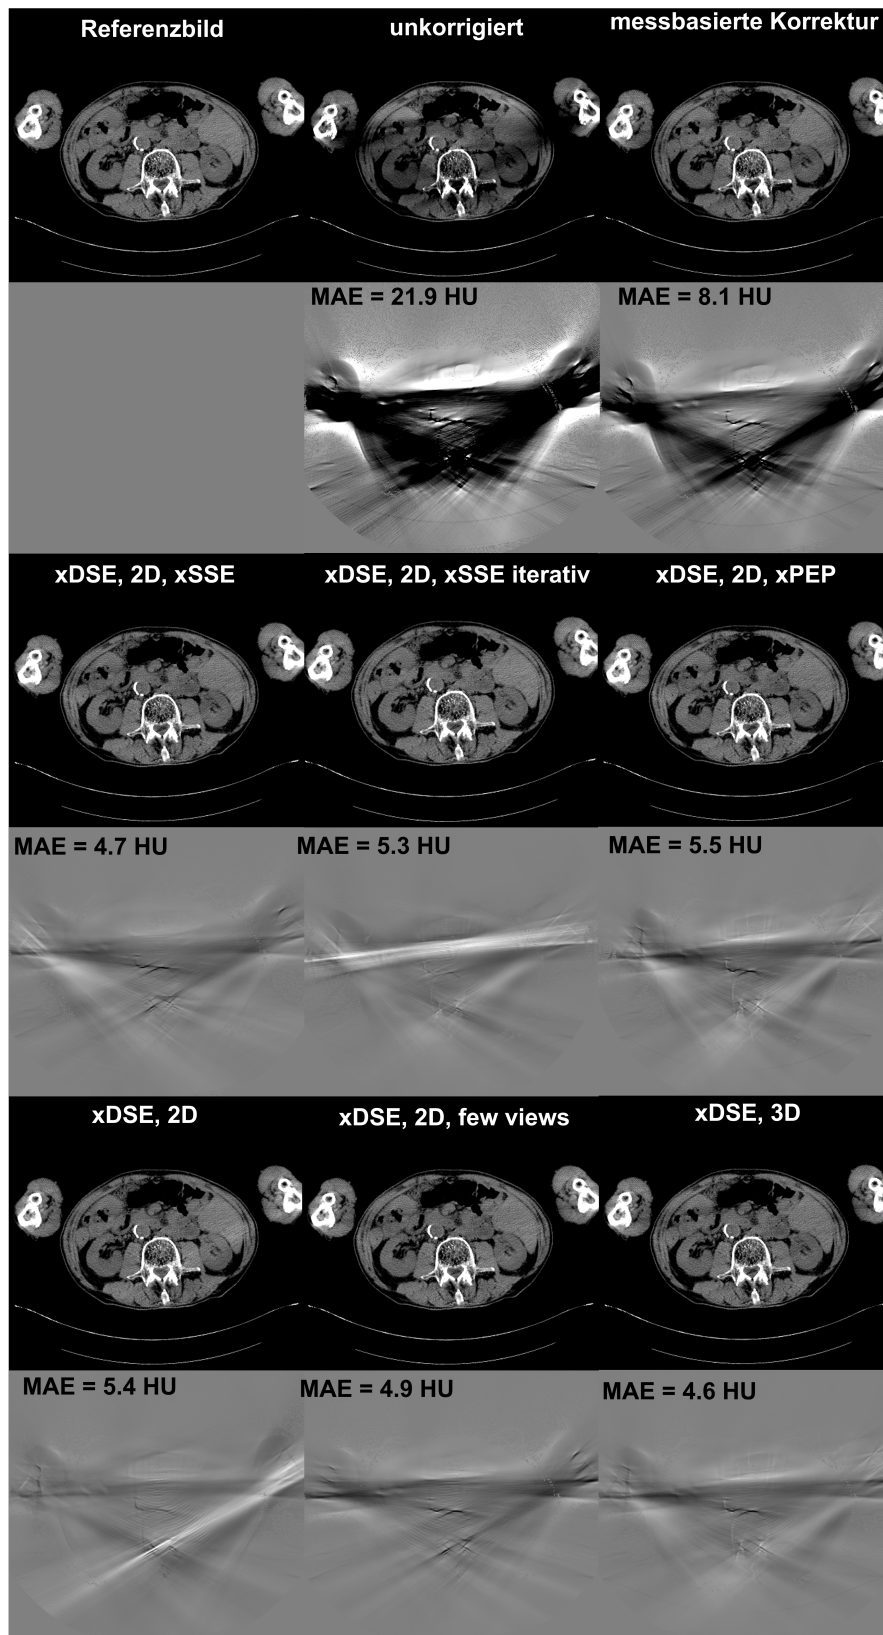 Referenzbild
unkorrigiert
messbasierte Korrektur
MAE = 21.9 HU
MAE = 8.1 HU
xDSE, 2D, xSSE
xDSE, 2D, xSSE iterativ
xDSE, 2D, xPEP
MAE = 4.7 HU
MAE = 5.3 HU
MAE = 5.5 HU
xDSE, 2D
xDSE, 2D, few views
xDSE, 3D
MAE = 5.4 HU
MAE = 4.9 HU
MAE = 4.6 HU